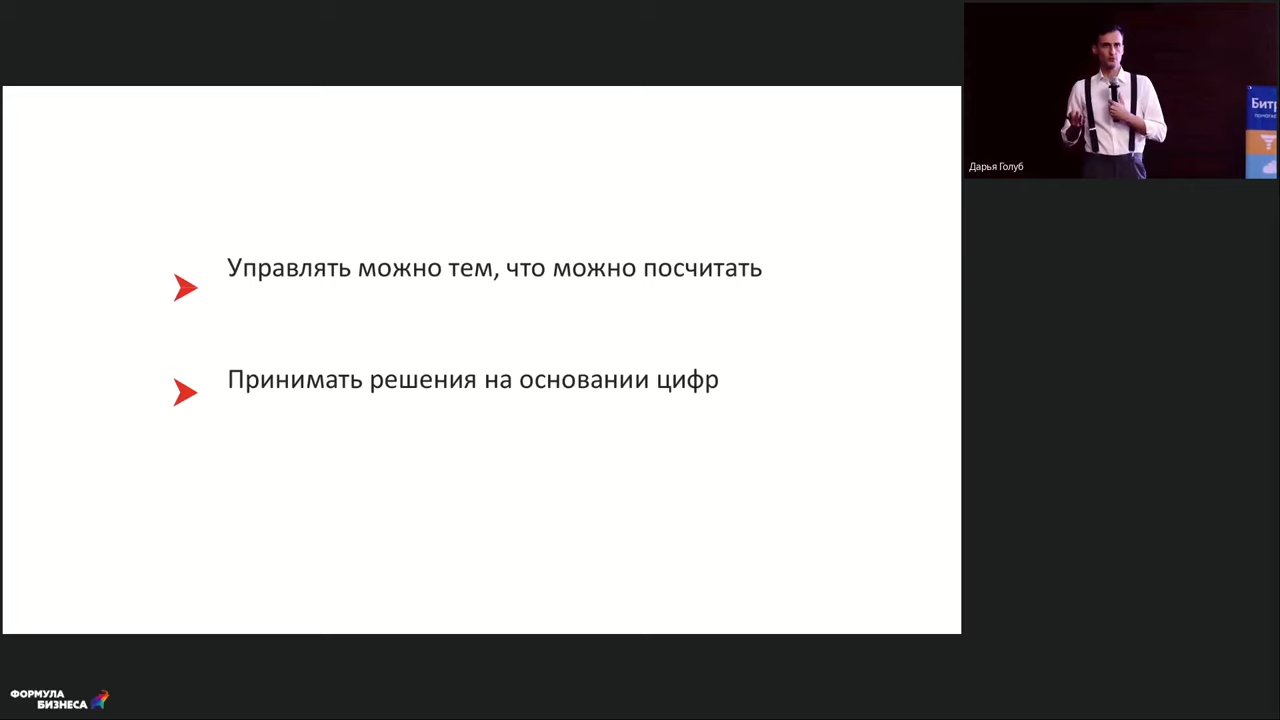 Управлять можно тем, что можно посчитать
Принимать решения на основании цифр
Дарья Голуб
ФОРМУЛА
БИЗНЕСА